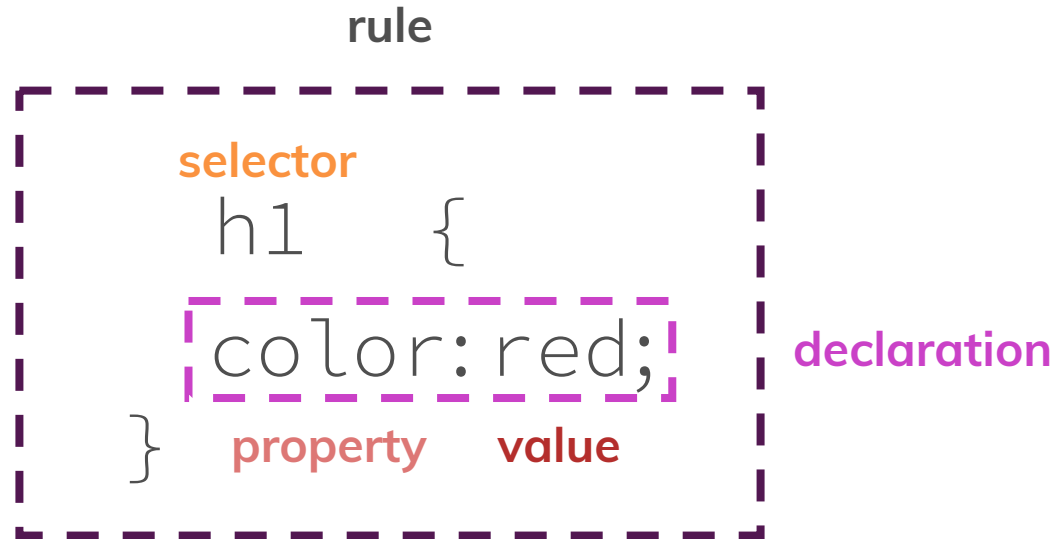 rule
selector
h1 {
color:red;
declaration
} property value